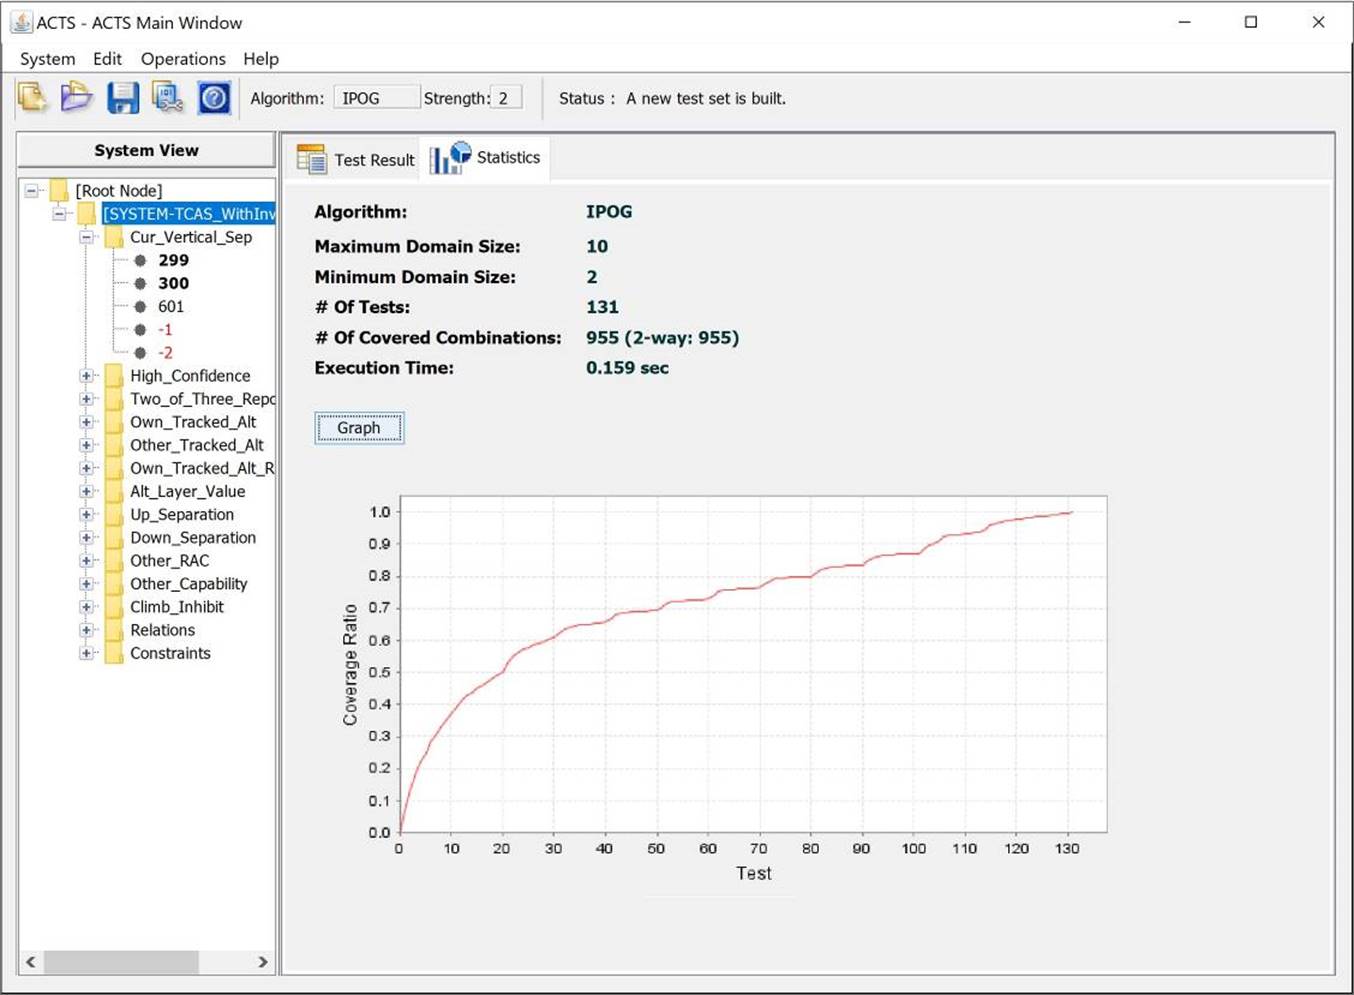 ACTS - ACTS Main Window
System Edit Operations Help
Algorithm: IPOG Strength: 2 Status : A new test set is built.
System View
[Root Node]
[SYSTEM-TCAS_WithInv
Cur_Vertical_Sep
299
300
601
-1
-2
High_Confidence
Two_of_Three_Repo
Own_Tracked_Alt
Other_Tracked_Alt
Own_Tracked_Alt_R
Alt_Layer_Value
Up_Separation
Down_Separation
Other_RAC
Other_Capability
Climb_Inhibit
Relations
Constraints
Test Result Statistics
Algorithm: IPOG
Maximum Domain Size: 10
Minimum Domain Size: 2
# Of Tests: 131
# Of Covered Combinations: 955 (2-way: 955)
Execution Time: 0.159 sec
Graph
1.0
0.9
0.8
0.7
0.6
0.5
0.4
0.3
0.2
0.1
0.0
Coverage Ratio
0 10 20 30 40 50 60 70 80 90 100 110 120 130
Test